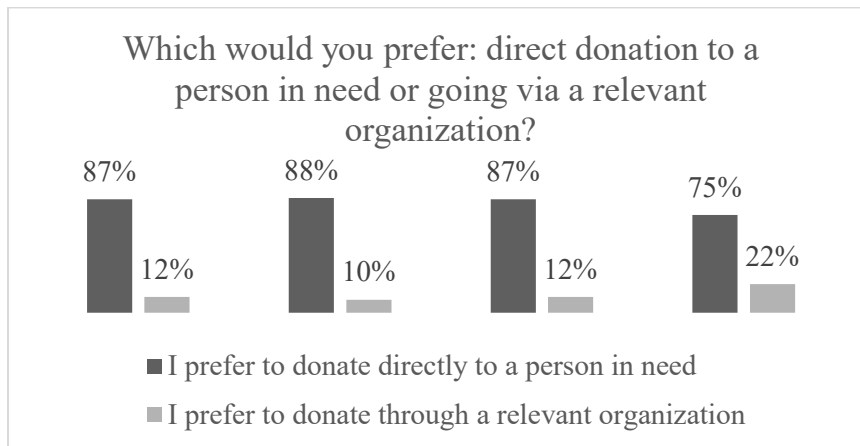 Which would you prefer: direct donation to a
person in need or going via a relevant
organization?
87%
12%
88%
10%
87%
12%
75%
22%
I prefer to donate directly to a person in need
I prefer to donate through a relevant organization